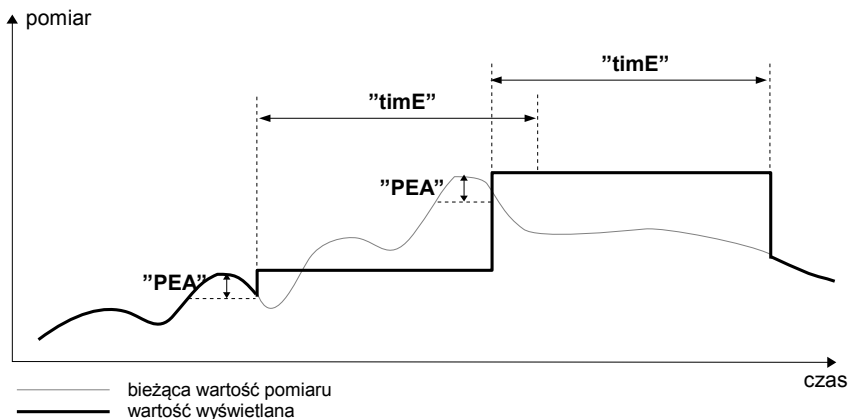 pomiar
”timE”
”timE”
”PEA”
”PEA”
czas
bieżąca wartość pomiaru
wartość wyświetlana